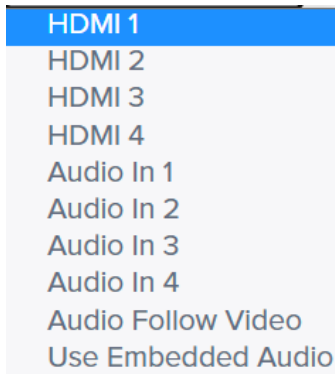 HDMI 1
HDMI 2
HDMI 3
HDMI 4
Audio In 1
Audio In 2
Audio In 3
Audio In 4
Audio Follow Video
Use Embedded Audio